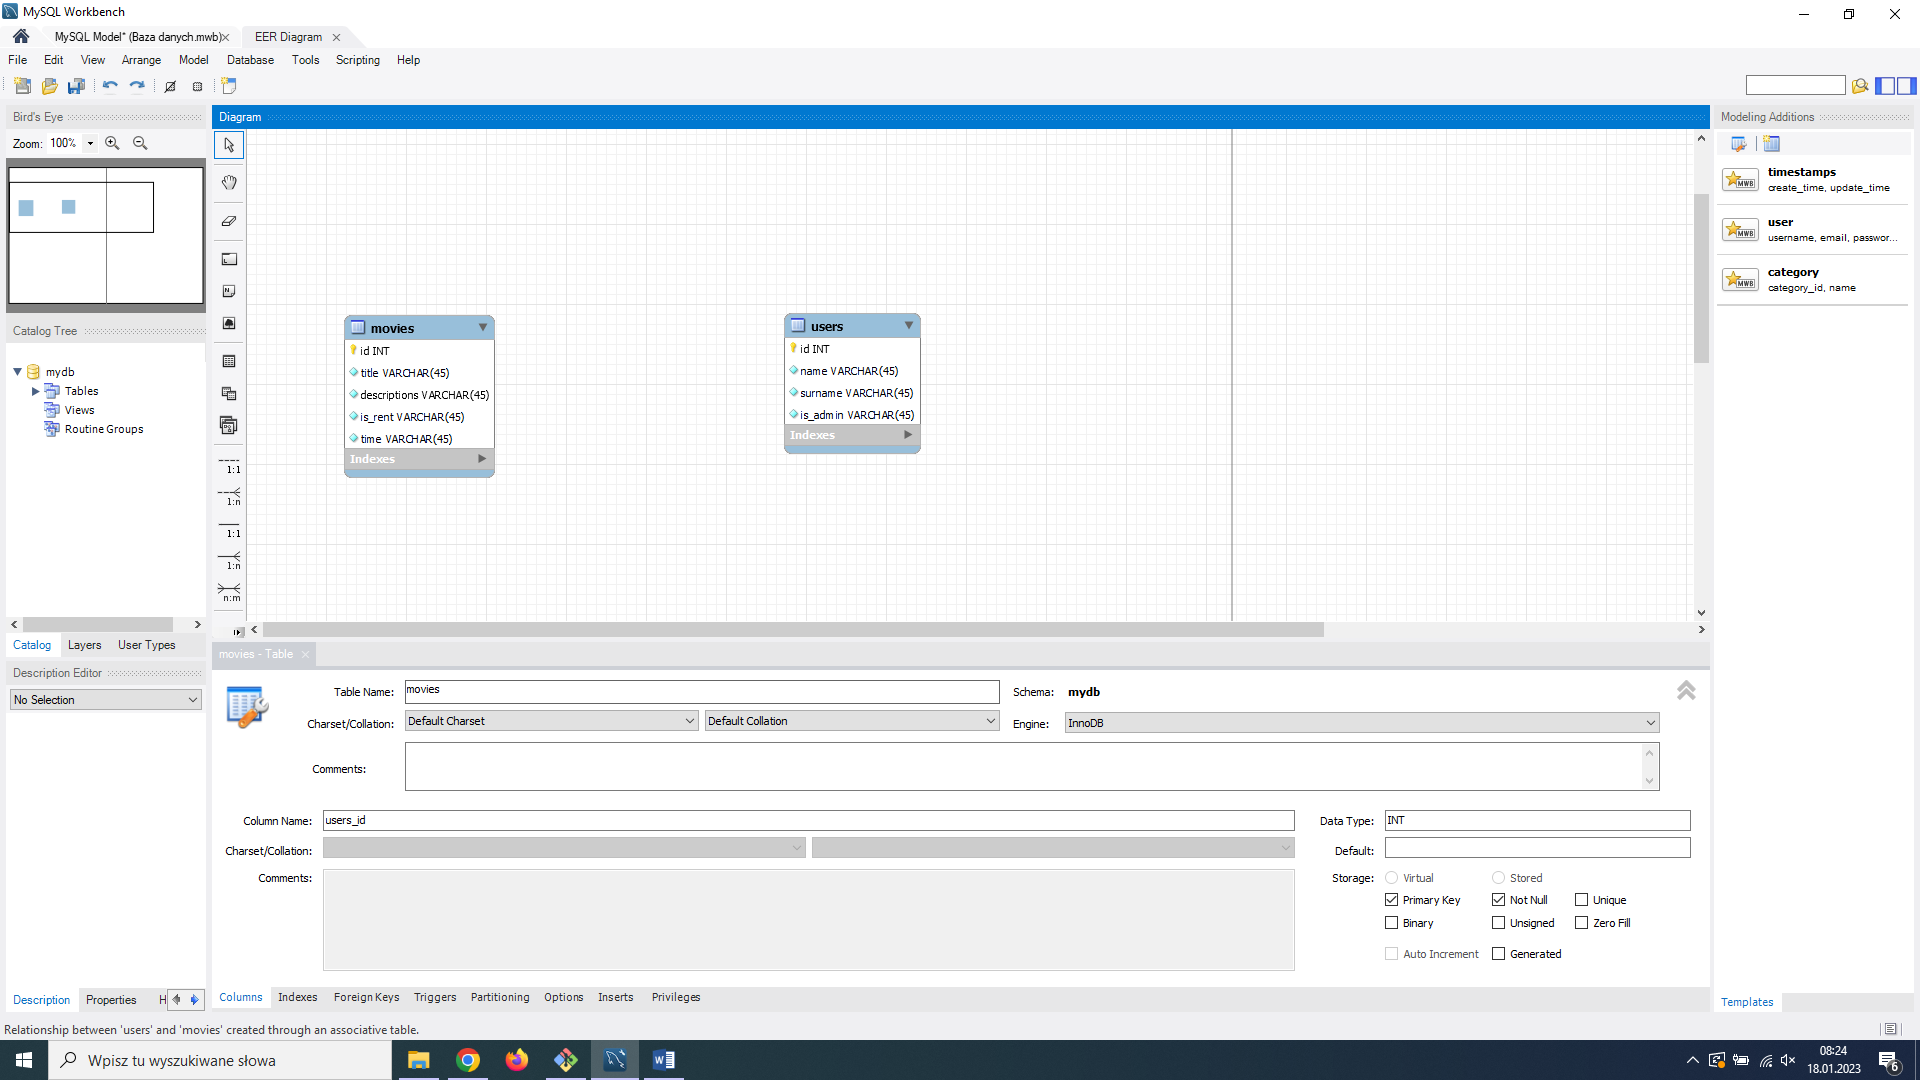 MySQL Workbench
MySQL Model* (Baza danych.mwb)
EER Diagram
File Edit View Arrange Model Database Tools Scripting Help
Bird's Eye
Zoom: 100%
Catalog Tree
mydb
Tables
Views
Routine Groups
Catalog Layers User Types
Description Editor
No Selection
Description Properties H
Diagram
1:1
1:n
1:1
1:n
n:m
movies
id INT
title VARCHAR(45)
descriptions VARCHAR(45)
is_rent VARCHAR(45)
time VARCHAR(45)
Indexes
users
id INT
name VARCHAR(45)
surname VARCHAR(45)
is_admin VARCHAR(45)
Indexes
movies - Table
Table Name: movies
Schema: mydb
Charset/Collation: Default Charset Default Collation
Engine: InnoDB
Comments:
Column Name: users_id
Data Type: INT
Charset/Collation:
Default:
Comments:
Storage: Virtual Stored
Primary Key Not Null Unique
Binary Unsigned Zero Fill
Auto Increment Generated
Columns Indexes Foreign Keys Triggers Partitioning Options Inserts Privileges
Modeling Additions
MWB
timestamps
create_time, update_time
MWB
user
username, email, passwor...
MWB
category
category_id, name
Templates
Relationship between 'users' and 'movies' created through an associative table.
Wpisz tu wyszukiwane słowa
08:24
18.01.2023
6